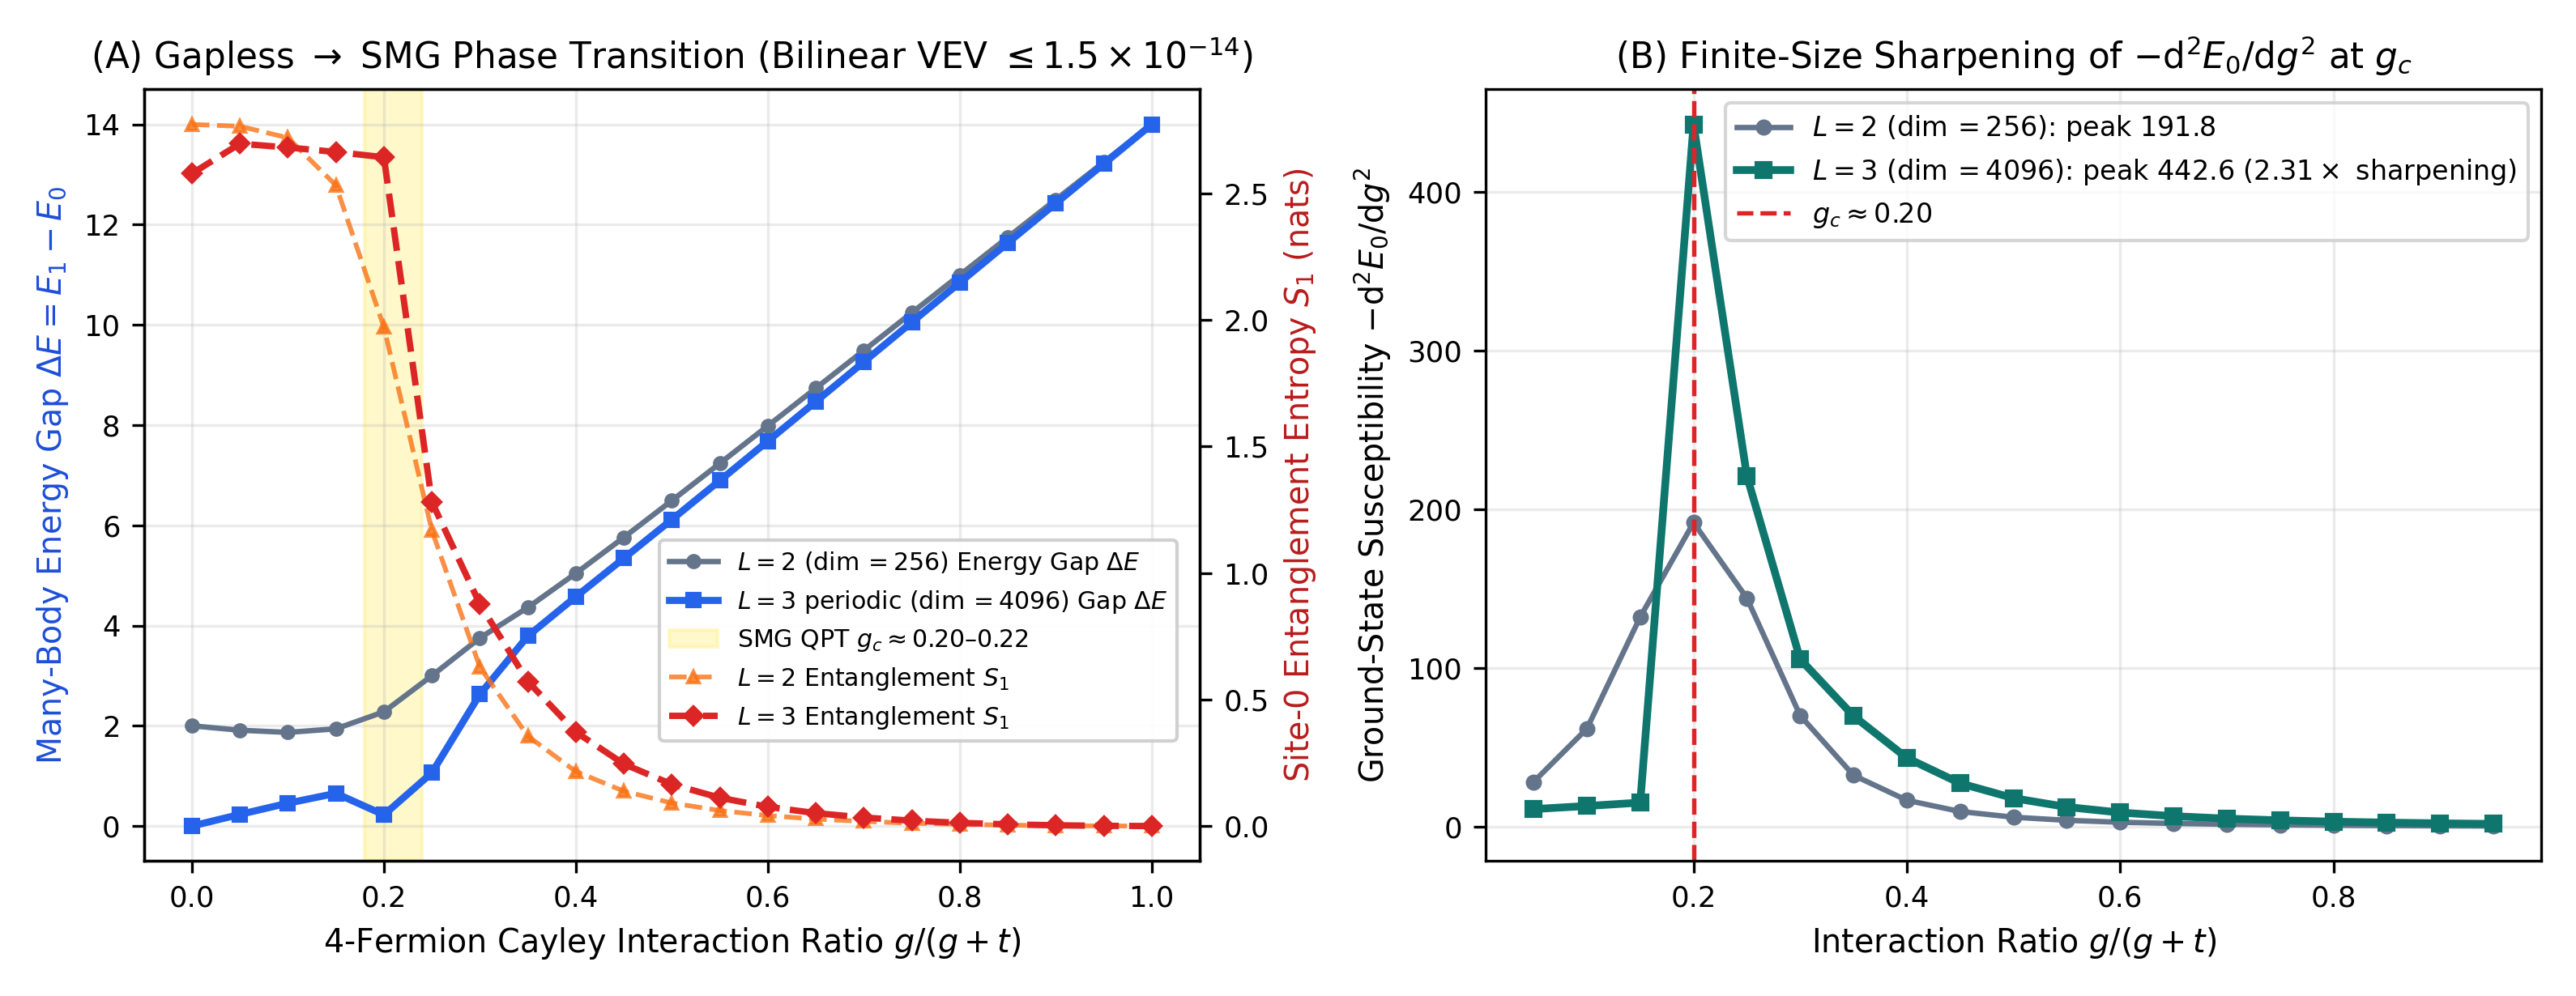 (A) Gapless → SMG Phase Transition (Bilinear VEV ≤ 1.5 × 10⁻¹⁴)
Many-Body Energy Gap ΔE = E₁ − E₀
14
12
10
8
6
4
2
0
0.0 0.2 0.4 0.6 0.8 1.0
4-Fermion Cayley Interaction Ratio g/(g + t)
L = 2 (dim = 256) Energy Gap ΔE
L = 3 periodic (dim = 4096) Gap ΔE
SMG QPT g_c ≈ 0.20–0.22
L = 2 Entanglement S₁
L = 3 Entanglement S₁
2.5
2.0
1.5
1.0
0.5
0.0
Site-0 Entanglement Entropy S₁ (nats)
(B) Finite-Size Sharpening of −d²E₀/dg² at g_c
Ground-State Susceptibility −d²E₀/dg²
400
300
200
100
0
0.2 0.4 0.6 0.8
Interaction Ratio g/(g + t)
L = 2 (dim = 256): peak 191.8
L = 3 (dim = 4096): peak 442.6 (2.31 × sharpening)
g_c ≈ 0.20